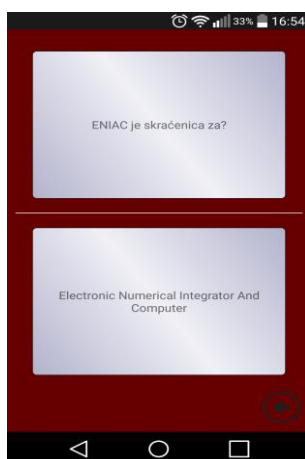 33% 16:54
ENIAC je skraćenica za?
Electronic Numerical Integrator And
Computer